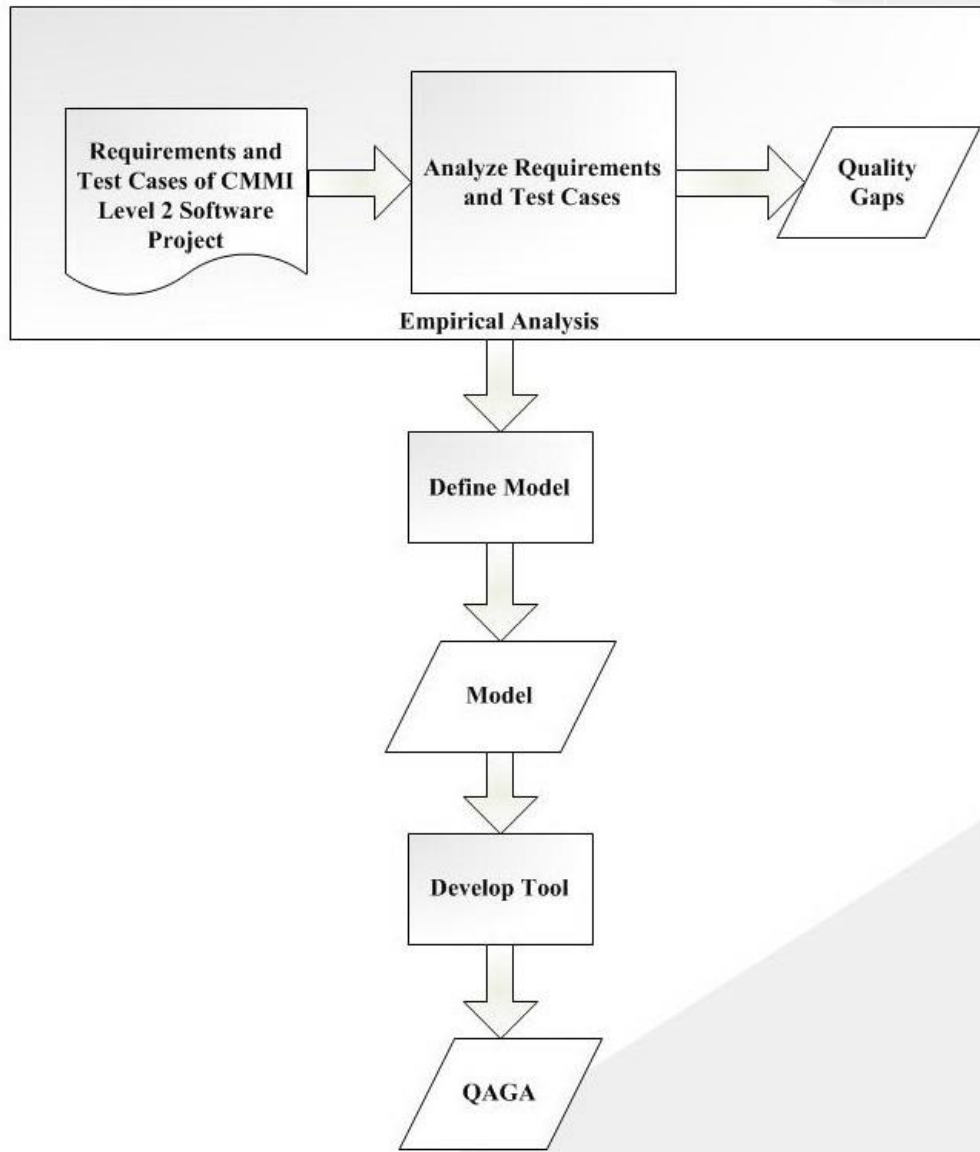 Requirements and
Test Cases of CMMI
Level 2 Software
Project
Analyze Requirements
and Test Cases
Quality
Gaps
Empirical Analysis
Define Model
Model
Develop Tool
QAGA